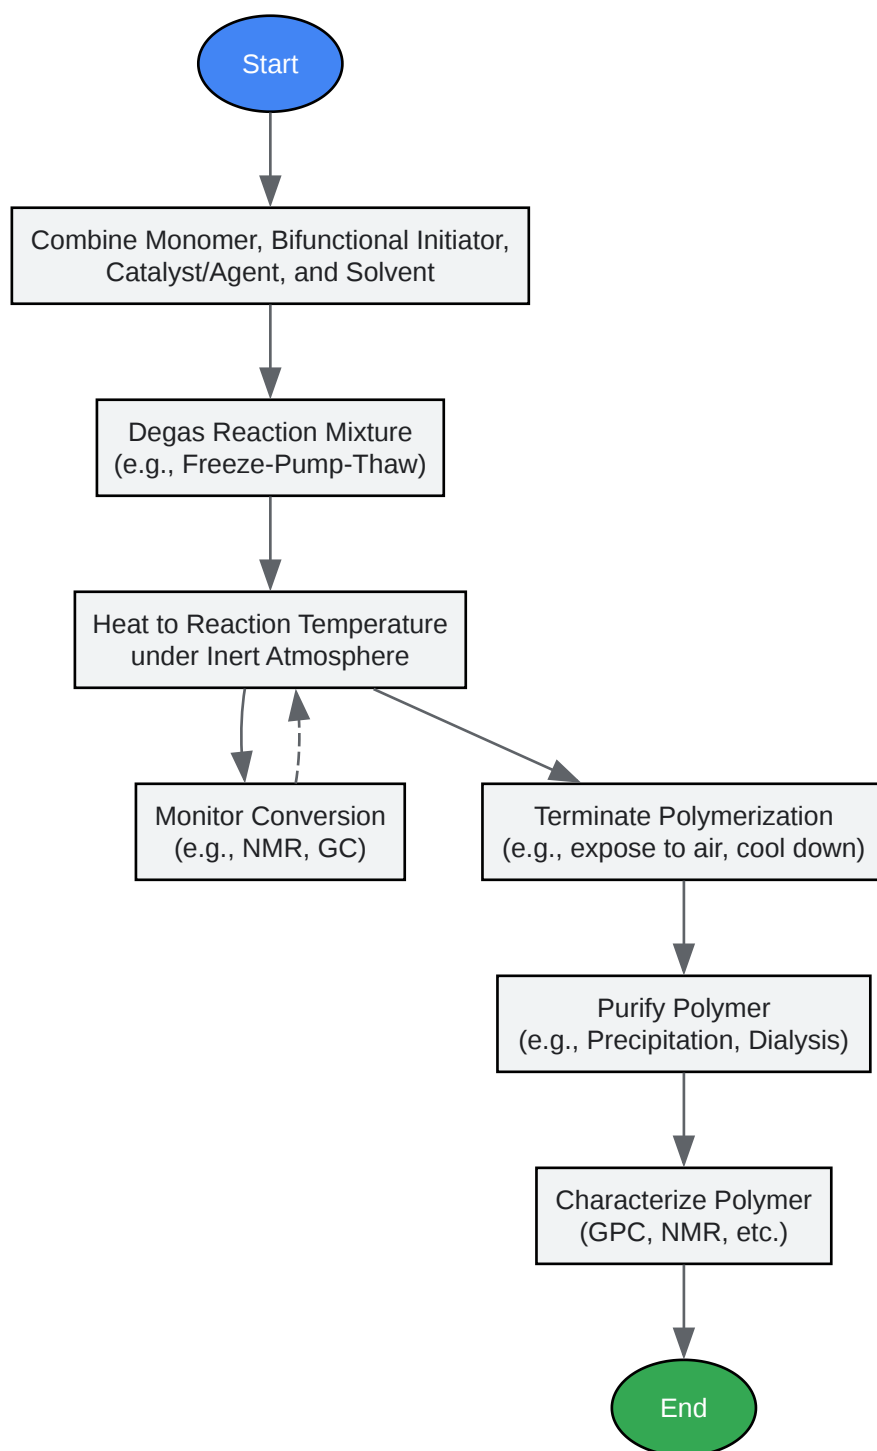 Start
Combine Monomer, Bifunctional Initiator,
Catalyst/Agent, and Solvent
Degas Reaction Mixture
(e.g., Freeze-Pump-Thaw)
Heat to Reaction Temperature
under Inert Atmosphere
Monitor Conversion
(e.g., NMR, GC)
Terminate Polymerization
(e.g., expose to air, cool down)
Purify Polymer
(e.g., Precipitation, Dialysis)
Characterize Polymer
(GPC, NMR, etc.)
End